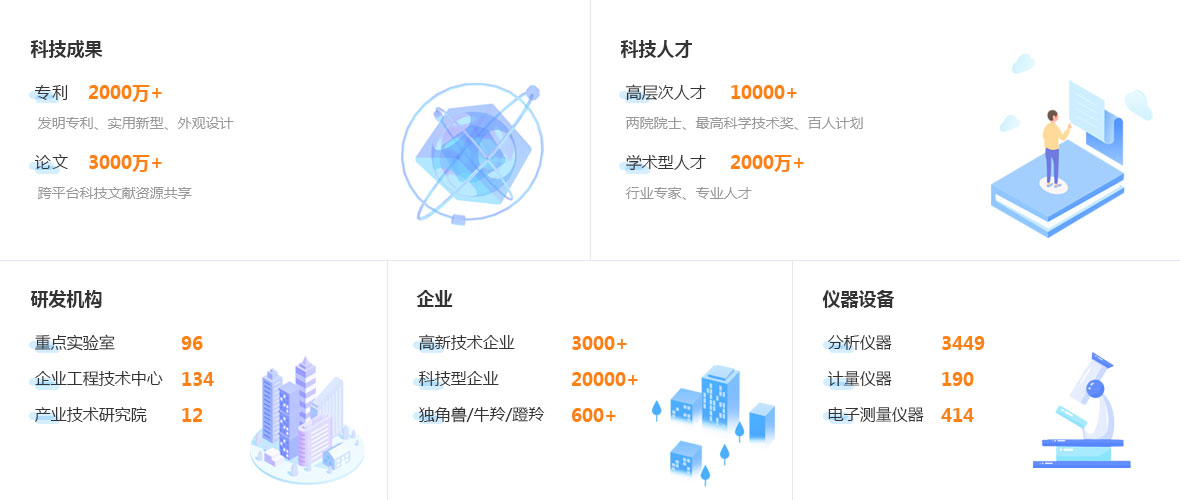 科技成果
专利 2000万+
发明专利、实用新型、外观设计
论文 3000万+
跨平台科技文献资源共享
科技人才
高层次人才 10000+
两院院士、最高科学技术奖、百人计划
学术型人才 2000万+
行业专家、专业人才
研发机构
重点实验室 96
企业工程技术中心 134
产业技术研究院 12
企业
高新技术企业 3000+
科技型企业 20000+
独角兽/牛羚/蹬羚 600+
仪器设备
分析仪器 3449
计量仪器 190
电子测量仪器 414